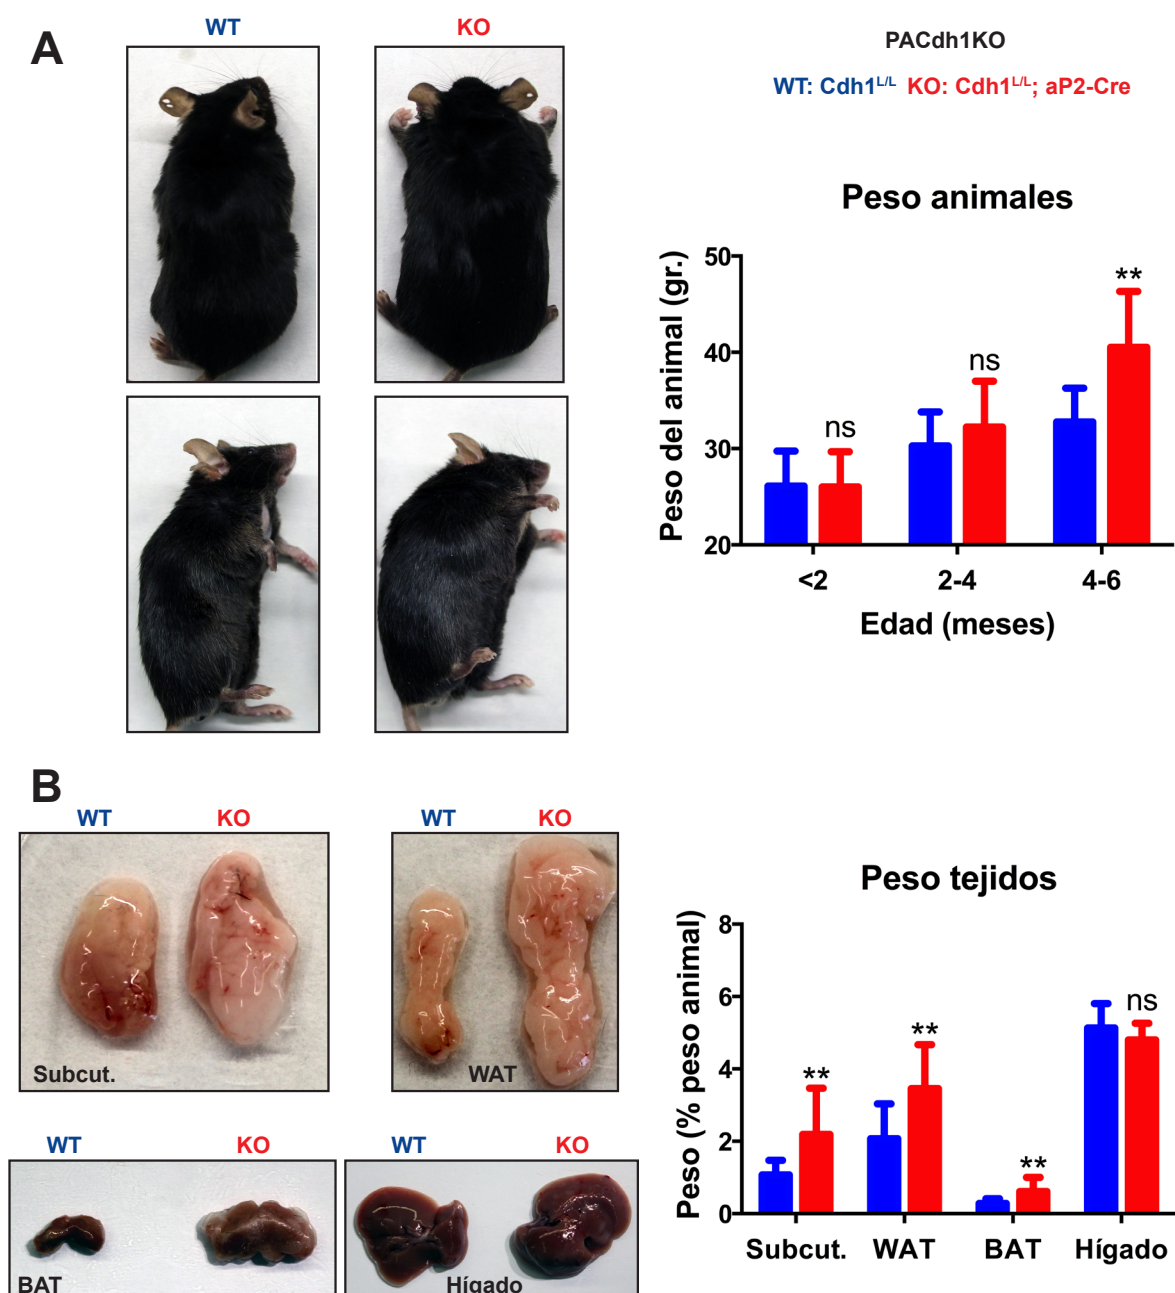 A
WT
KO
PACdh1KO
WT: Cdh1L/L KO: Cdh1L/L; aP2-Cre
Peso animales
Peso del animal (gr.)
50
40
30
20
ns
ns
**
<2
2-4
4-6
Edad (meses)
B
WT
KO
Subcut.
WT
KO
WAT
WT
KO
BAT
WT
KO
Hígado
Peso tejidos
Peso (% peso animal)
8
6
4
2
0
**
**
**
ns
Subcut.
WAT
BAT
Hígado